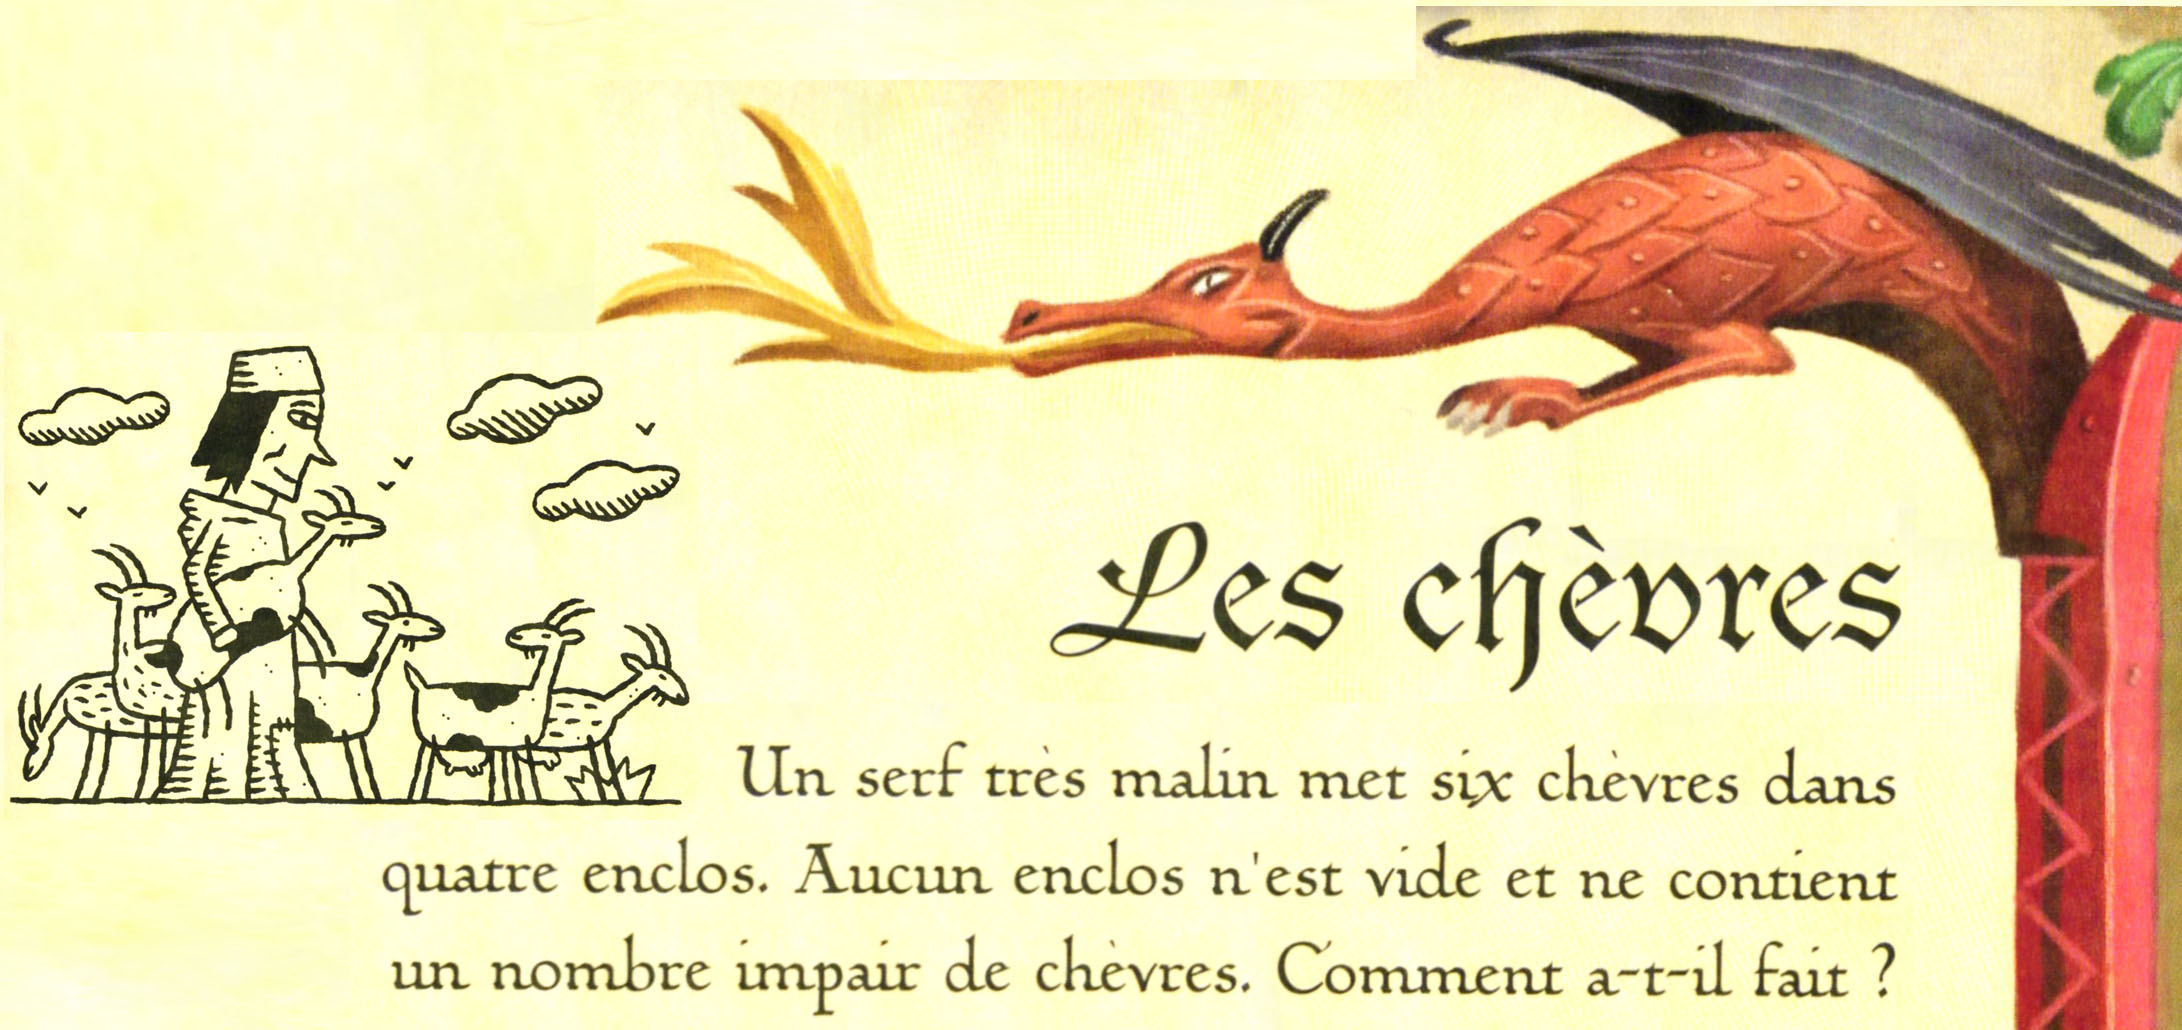 Les chèvres
Un serf très malin met six chèvres dans
quatre enclos. Aucun enclos n'est vide et ne contient
un nombre impair de chèvres. Comment a-t-il fait ?